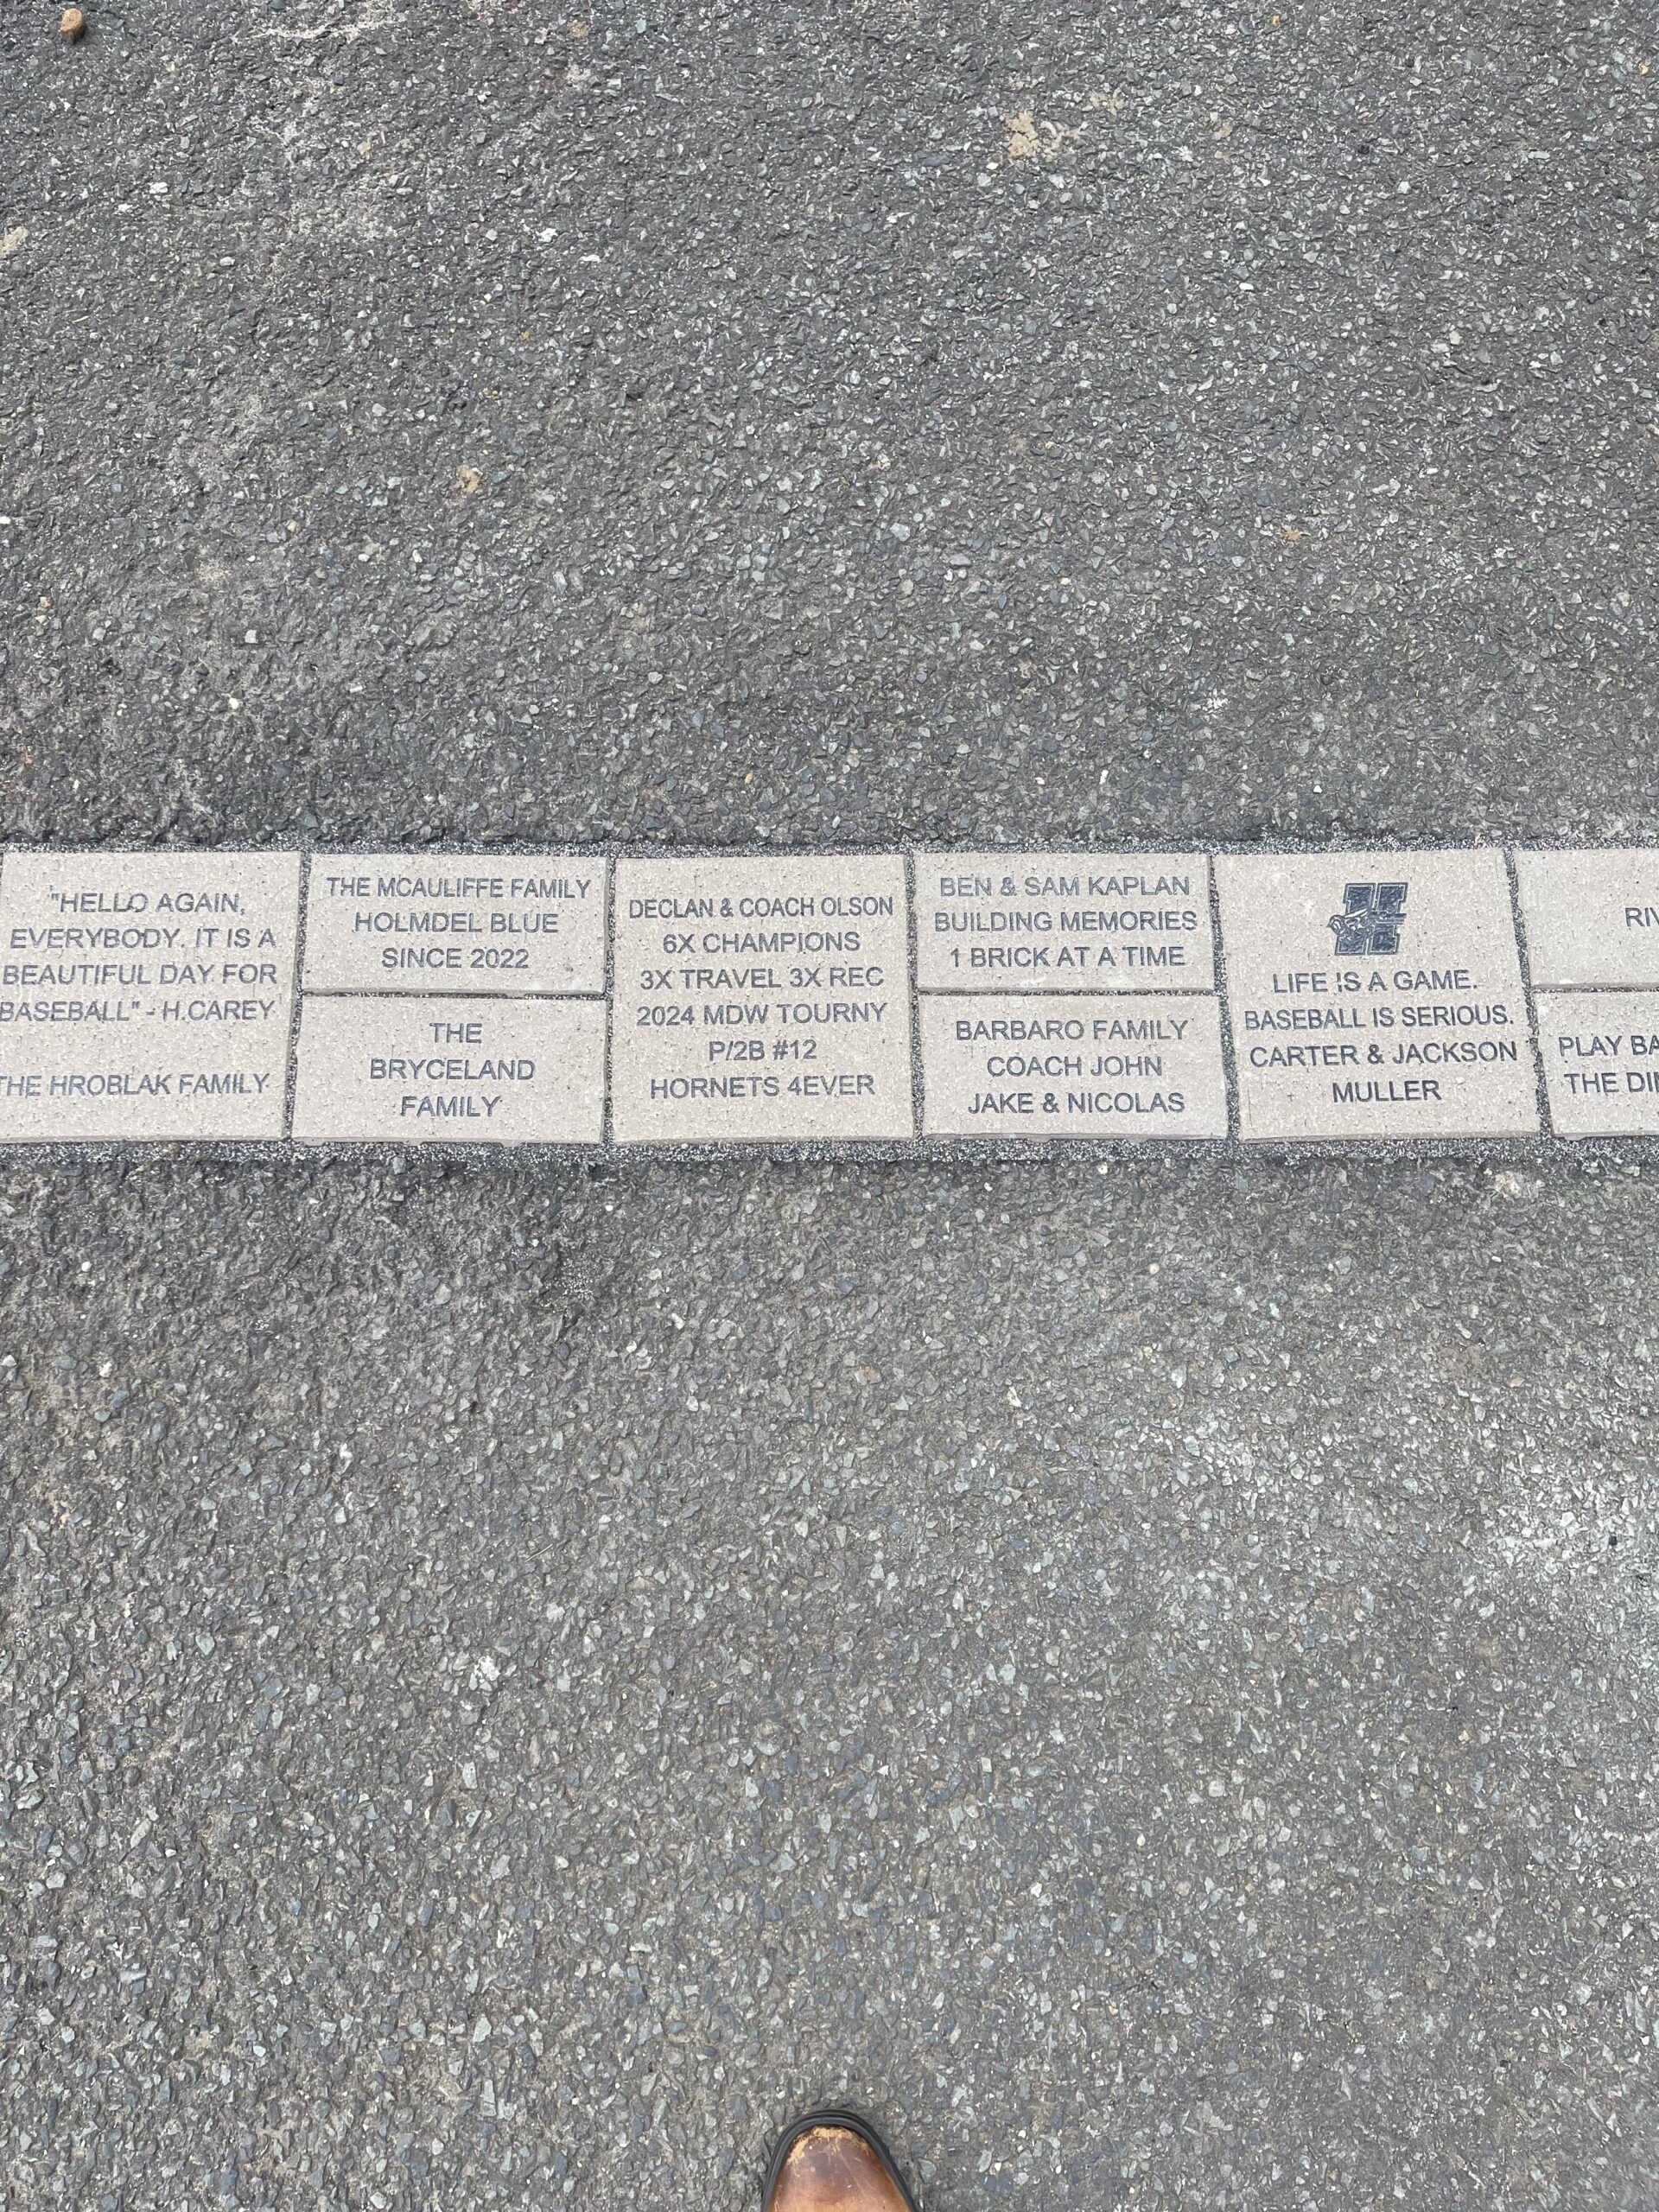 "HELLO AGAIN,
EVERYBODY. IT IS A
BEAUTIFUL DAY FOR
BASEBALL" - H.CAREY
THE HROBLAK FAMILY
THE MCAULIFFE FAMILY
HOLMDEL BLUE
SINCE 2022
THE
BRYCELAND
FAMILY
DECLAN & COACH OLSON
6X CHAMPIONS
3X TRAVEL 3X REC
2024 MDW TOURNY
P/2B #12
HORNETS 4EVER
BEN & SAM KAPLAN
BUILDING MEMORIES
1 BRICK AT A TIME
BARBARO FAMILY
COACH JOHN
JAKE & NICOLAS
H
LIFE IS A GAME.
BASEBALL IS SERIOUS.
CARTER & JACKSON
MULLER
PLAY
THE